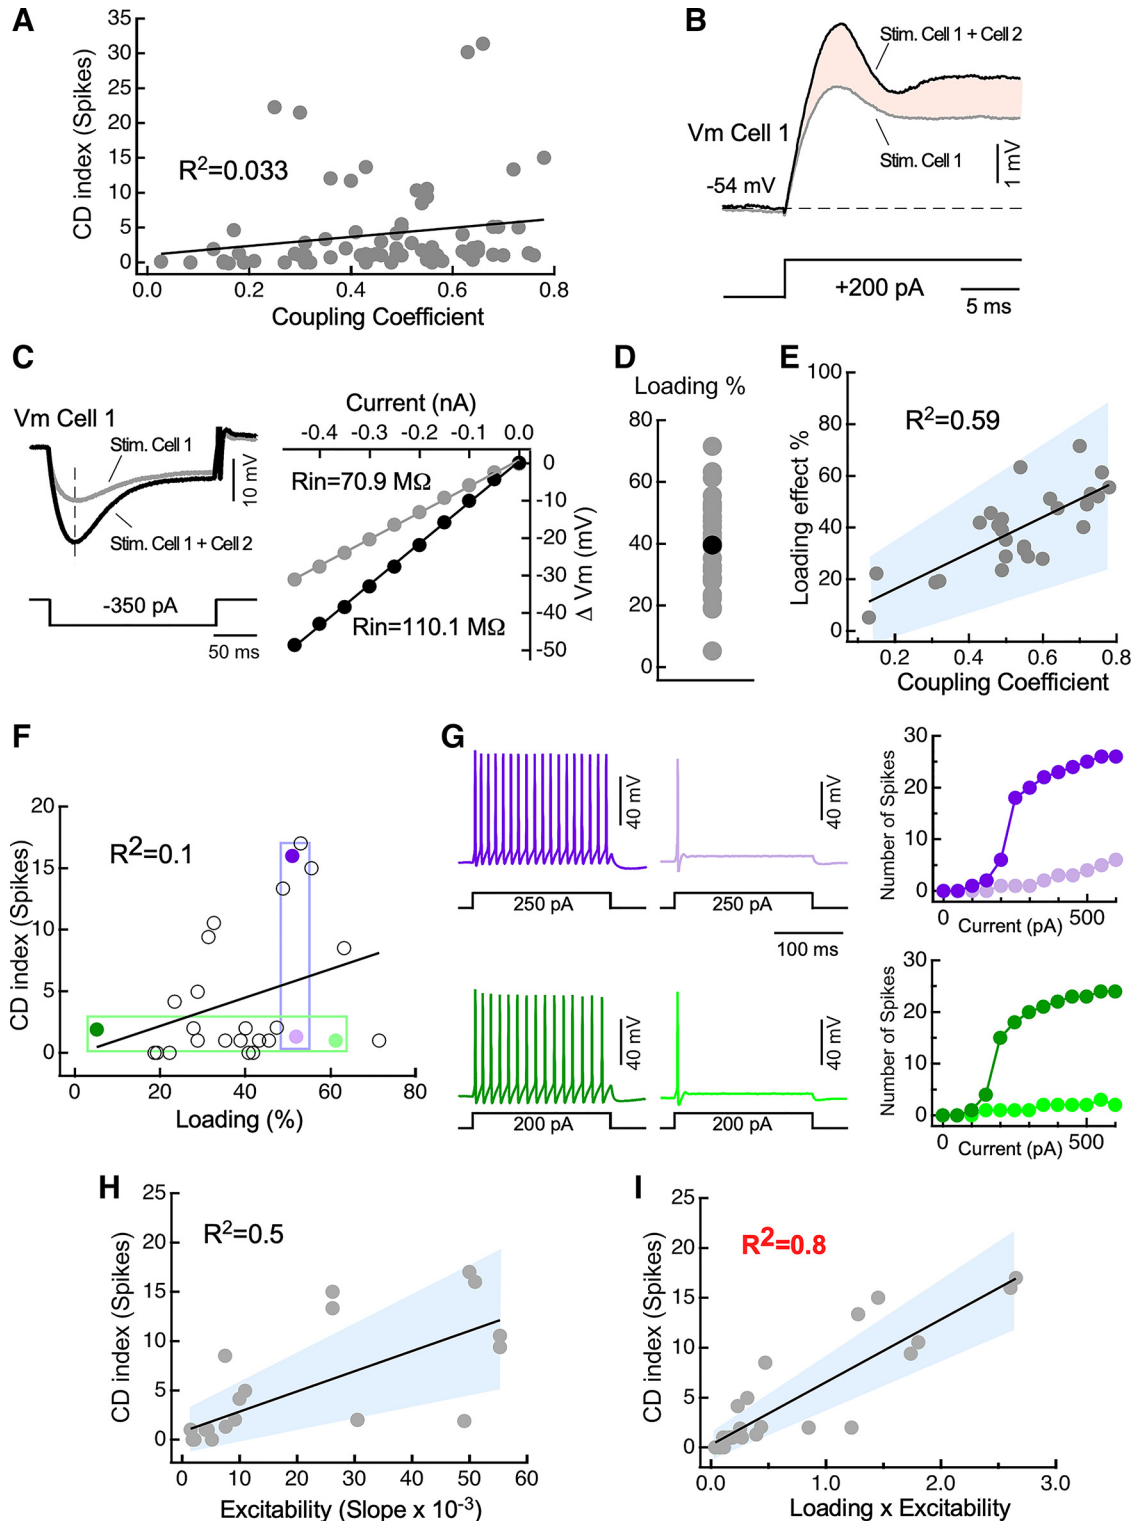 A
CD index (Spikes)
35
30
25
20
15
10
5
0
R²=0.033
0.0 0.2 0.4 0.6 0.8
Coupling Coefficient
B
Stim. Cell 1 + Cell 2
Vm Cell 1
Stim. Cell 1
1 mV
-54 mV
+200 pA
5 ms
C
Vm Cell 1
Stim. Cell 1
10 mV
Stim. Cell 1 + Cell 2
-350 pA
50 ms
Current (nA)
-0.4 -0.3 -0.2 -0.1 0.0
Rin=70.9 MΩ
Rin=110.1 MΩ
0
-10
-20
-30
-40
-50
Δ Vm (mV)
D
Loading %
80
60
40
20
0
E
Loading effect %
100
80
60
40
20
0
R²=0.59
0.2 0.4 0.6 0.8
Coupling Coefficient
F
CD index (Spikes)
20
15
10
5
0
R²=0.1
0 20 40 60 80
Loading (%)
G
40 mV
40 mV
250 pA
250 pA
100 ms
Number of Spikes
30
20
10
0
0 500
Current (pA)
40 mV
40 mV
200 pA
200 pA
Number of Spikes
30
20
10
0
0 500
Current (pA)
H
CD index (Spikes)
25
20
15
10
5
0
R²=0.5
0 10 20 30 40 50 60
Excitability (Slope x 10⁻³)
I
CD index (Spikes)
25
20
15
10
5
0
R²=0.8
0.0 1.0 2.0 3.0
Loading x Excitability